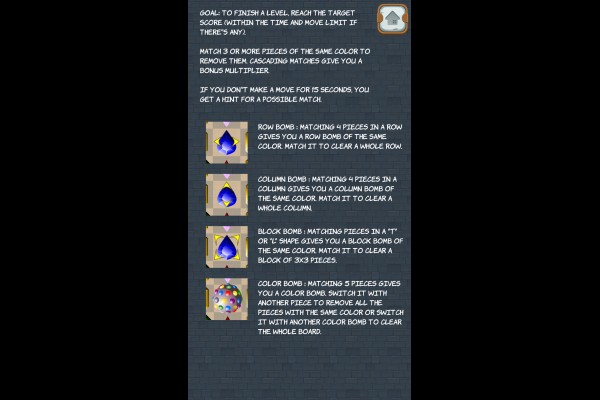 GOAL: TO FINISH A LEVEL, REACH THE TARGET
SCORE (WITHIN THE TIME AND MOVE LIMIT IF
THERE"S ANY).
MATCH 3 OR MORE PIECES OF THE SAME COLOR TO
REMOVE THEM. CASCADING MATCHES GIVE YOU A
BONUS MULTIPLIER.
IF YOU DON'T MAKE A MOVE FOR 15 SECONDS, YOU
GET A HINT FOR A POSSIBLE MATCH.
ROW BOMB : MATCHING 4 PIECES IN A ROW
GIVES YOU A ROW BOMB OF THE SAME
COLOR. MATCH IT TO CLEAR A WHOLE ROW.
COLUMN BOMB : MATCHING 4 PIECES IN A
COLUMN GIVES YOU A COLUMN BOMB OF
THE SAME COLOR. MATCH IT TO CLEAR A
WHOLE COLUMN.
BLOCK BOMB : MATCHING PIECES IN A "T"
OR "L" SHAPE GIVES YOU A BLOCK BOMB OF
THE SAME COLOR. MATCH IT TO CLEAR A
BLOCK OF 3X3 PIECES.
COLOR BOMB : MATCHING 5 PIECES GIVES
YOU A COLOR BOMB. SWITCH IT WITH
ANOTHER PIECE TO REMOVE ALL THE
PIECES WITH THE SAME COLOR OR SWITCH
IT WITH ANOTHER COLOR BOMB TO CLEAR
THE WHOLE BOARD.